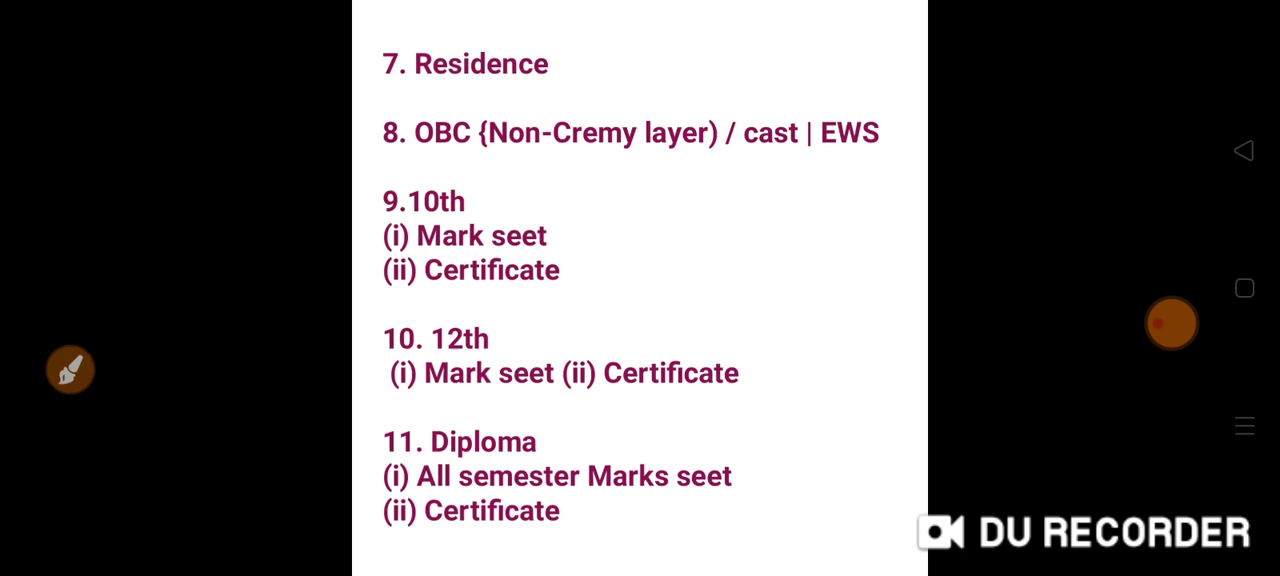 7. Residence
8. OBC {Non-Cremy layer) / cast | EWS
9.10th
(i) Mark seet
(ii) Certificate
10. 12th
(i) Mark seet (ii) Certificate
11. Diploma
(i) All semester Marks seet
(ii) Certificate
DU RECORDER